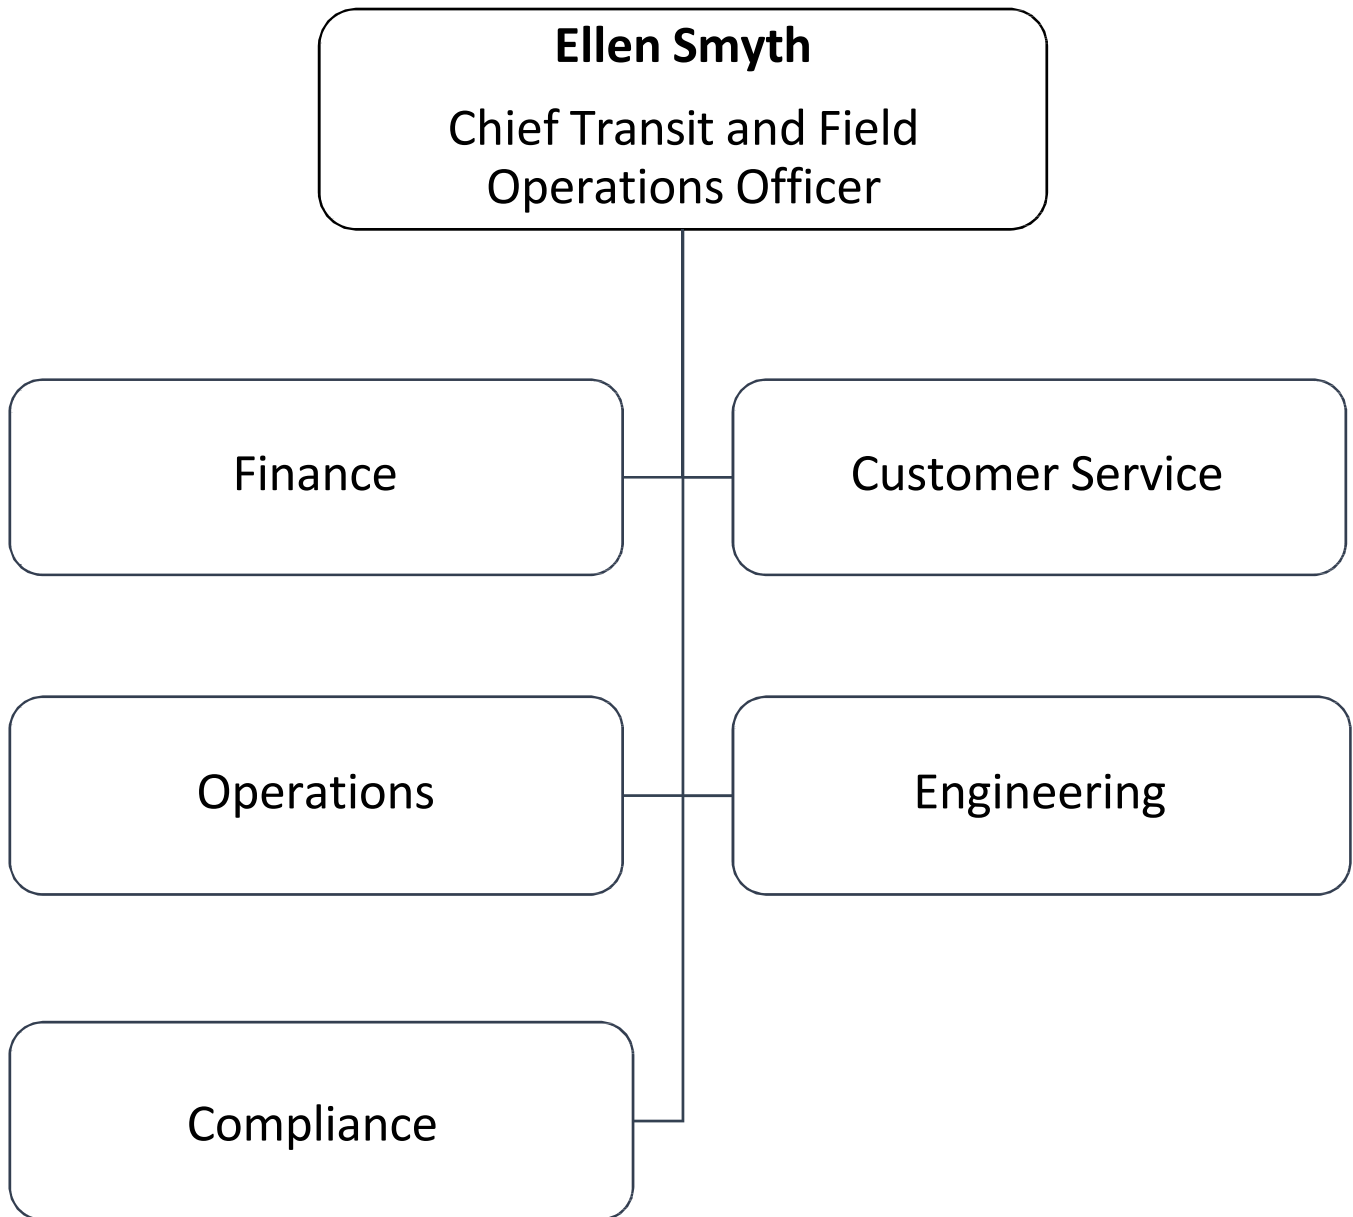 Ellen Smyth
Chief Transit and Field
Operations Officer
Finance
Customer Service
Operations
Engineering
Compliance